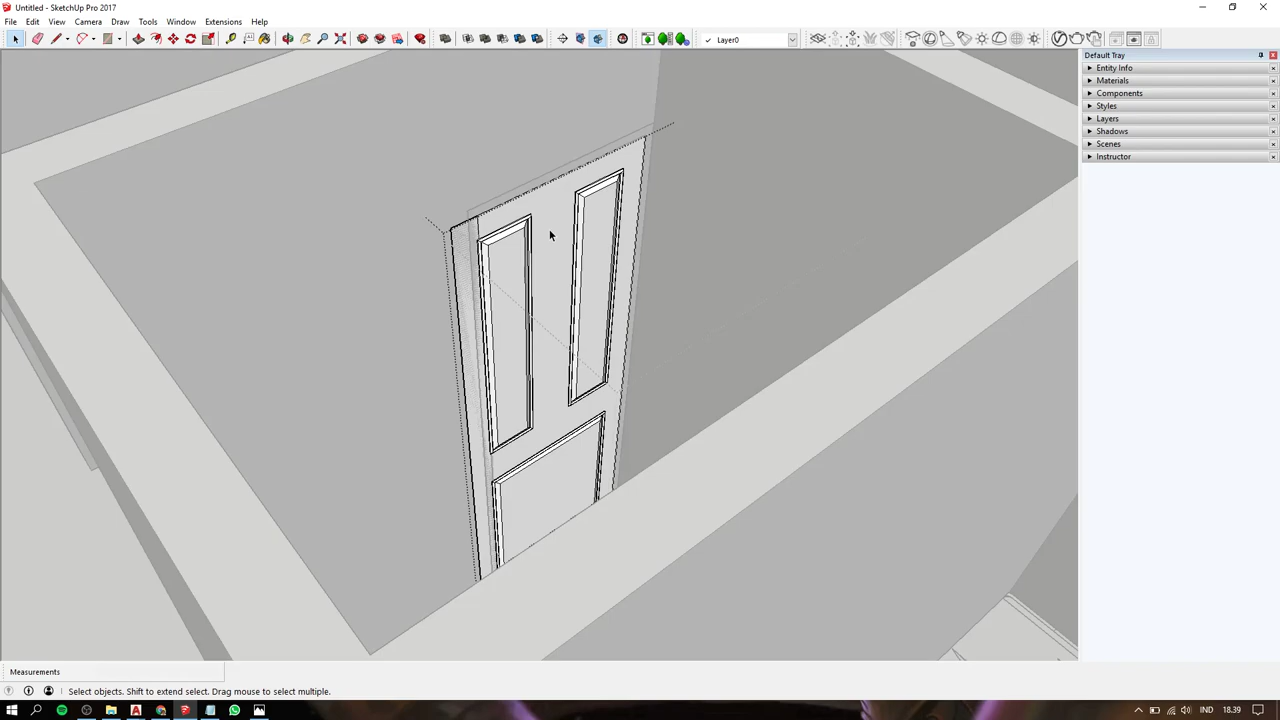 Untitled - SketchUp Pro 2017
File Edit View Camera Draw Tools Window Extensions Help
Layer0
Default Tray
Entity Info
Materials
Components
Styles
Layers
Shadows
Scenes
Instructor
Measurements
Select objects. Shift to extend select. Drag mouse to select multiple.
IND 18.39